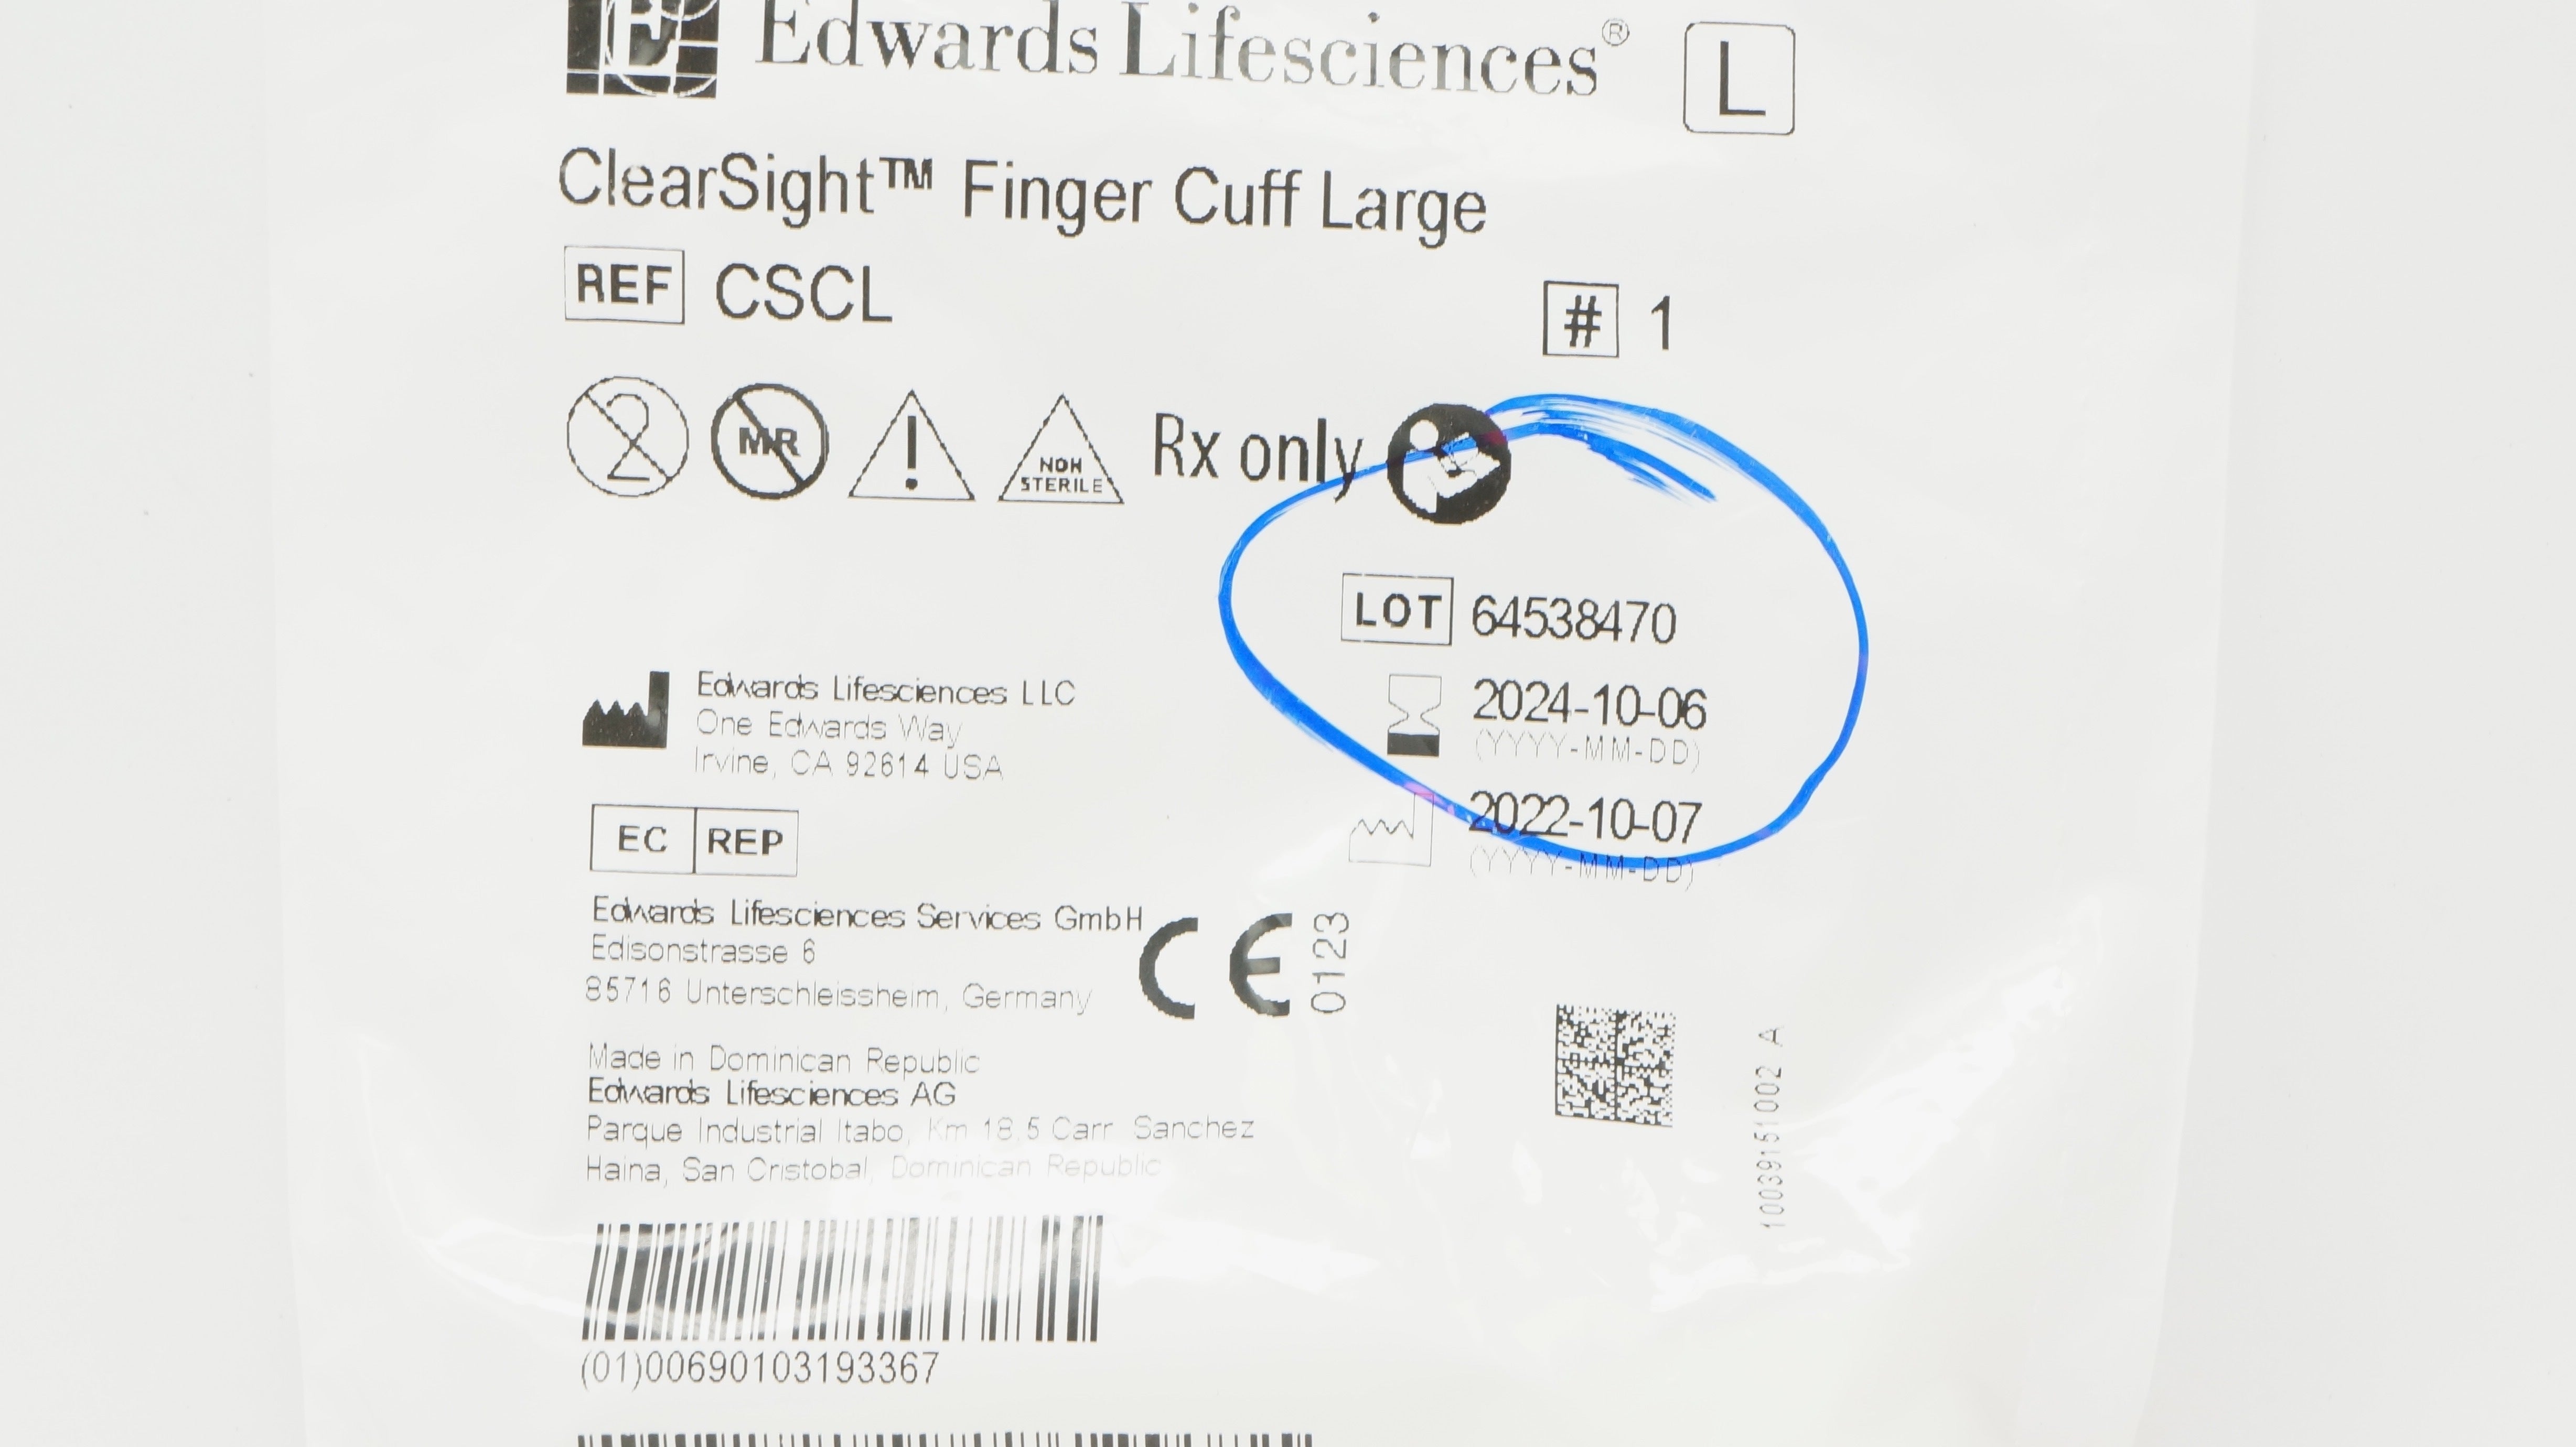 Edwards Lifesciences® L
ClearSight™ Finger Cuff Large
REF CSCL
# 1
2 MR ! NON STERILE Rx only
LOT 64538470
2024-10-06
(YYYY-MM-DD)
2022-10-07
(YYYY-MM-DD)
Edwards Lifesciences LLC
One Edwards Way
Irvine, CA 92614 USA
EC REP
Edwards Lifesciences Services GmbH
Edisonstrasse 6
85716 Unterschleissheim, Germany
CE 0123
Made in Dominican Republic
Edwards Lifesciences AG
Parque Industrial Itabo, Km 18.5 Carr. Sanchez
Haina, San Cristobal, Dominican Republic
10039151002 A
(01)00690103193367